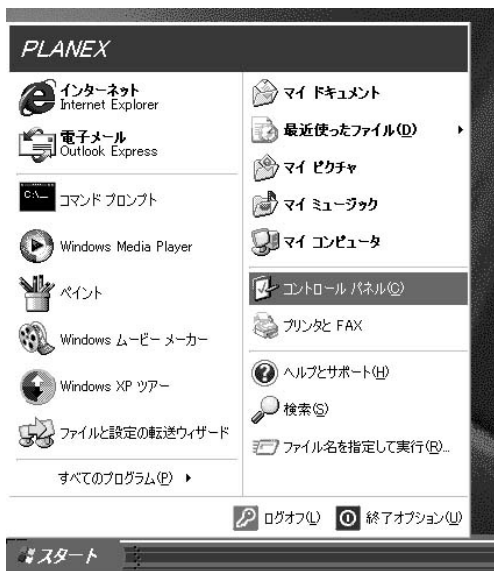 PLANEX
インターネット
Internet Explorer
電子メール
Outlook Express
C:\_
コマンド プロンプト
Windows Media Player
ペイント
Windows ムービー メーカー
Windows XP ツアー
ファイルと設定の転送ウィザード
すべてのプログラム(P)
マイ ドキュメント
最近使ったファイル(D)
マイ ピクチャ
マイ ミュージック
マイ コンピュータ
コントロール パネル(C)
プリンタと FAX
ヘルプとサポート(H)
検索(S)
ファイル名を指定して実行(R)...
ログオフ(L)
終了オプション(U)
スタート